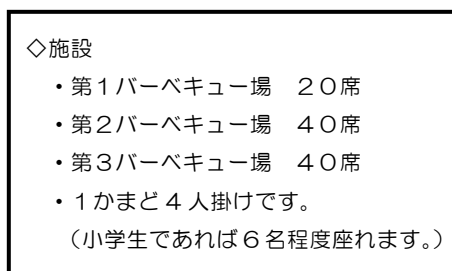 ◇施設
・第１バーベキュー場　２０席
・第２バーベキュー場　４０席
・第３バーベキュー場　４０席
・１かまど４人掛けです。
（小学生であれば６名程度座れます。）